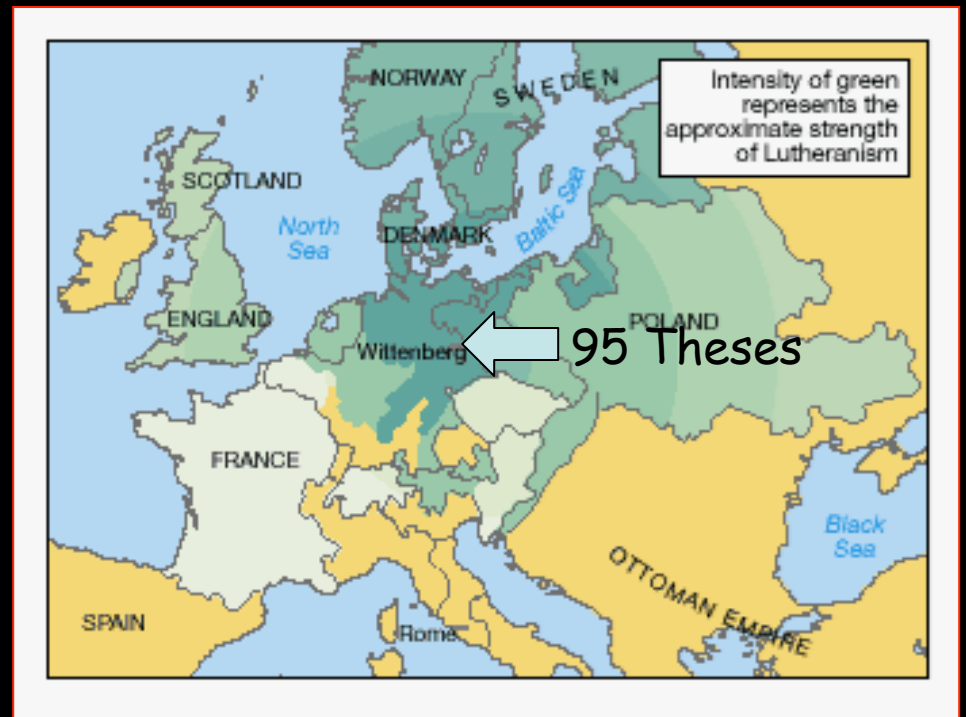 NORWAY
SWEDEN
Intensity of green
represents the
approximate strength
of Lutheranism
SCOTLAND
North
Sea
DENMARK
Baltic Sea
ENGLAND
POLAND
Wittenberg
95 Theses
FRANCE
Black
Sea
OTTOMAN EMPIRE
SPAIN
Rome